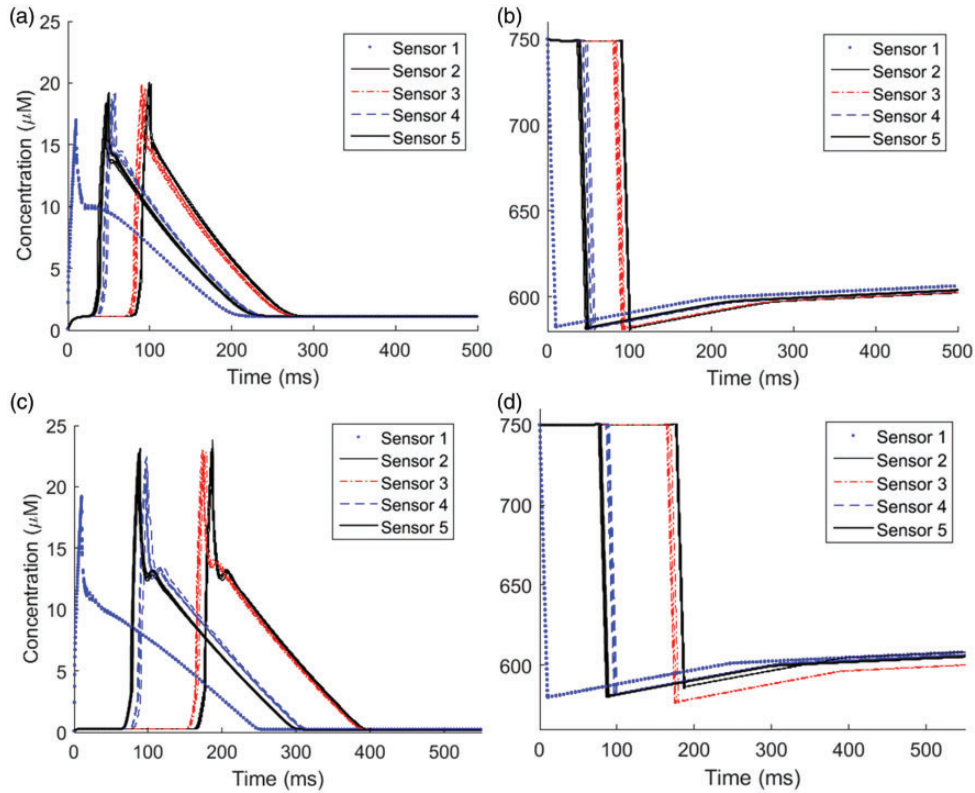 (a)
25
20
15
10
5
0
Concentration (μM)
0 100 200 300 400 500
Time (ms)
Sensor 1
Sensor 2
Sensor 3
Sensor 4
Sensor 5
(b)
750
700
650
600
0 100 200 300 400 500
Time (ms)
Sensor 1
Sensor 2
Sensor 3
Sensor 4
Sensor 5
(c)
25
20
15
10
5
0
Concentration (μM)
0 100 200 300 400 500
Time (ms)
Sensor 1
Sensor 2
Sensor 3
Sensor 4
Sensor 5
(d)
750
700
650
600
0 100 200 300 400 500
Time (ms)
Sensor 1
Sensor 2
Sensor 3
Sensor 4
Sensor 5